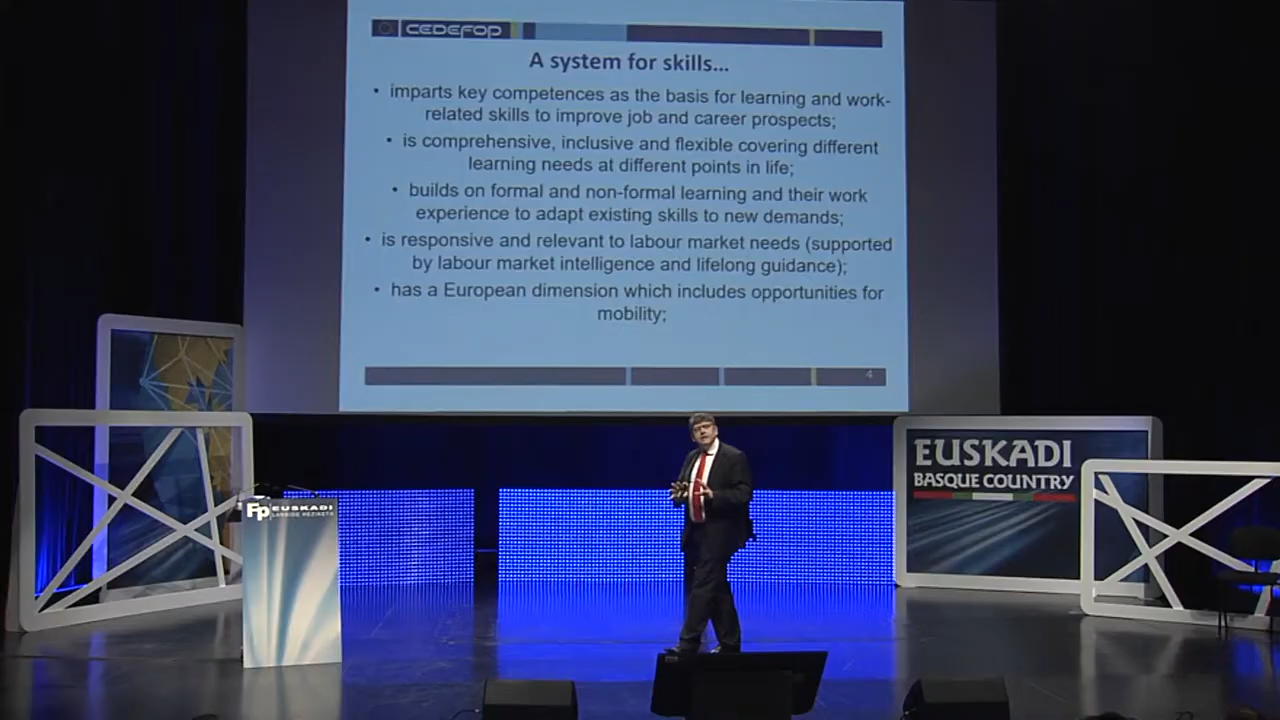 CEDEFOP
A system for skills...
• imparts key competences as the basis for learning and work-
related skills to improve job and career prospects;
• is comprehensive, inclusive and flexible covering different
learning needs at different points in life;
• builds on formal and non-formal learning and their work
experience to adapt existing skills to new demands;
• is responsive and relevant to labour market needs (supported
by labour market intelligence and lifelong guidance);
• has a European dimension which includes opportunities for
mobility;
4
EUSKADI
BASQUE COUNTRY
Fp EUSKADI
LANBIDE HEZIKETA